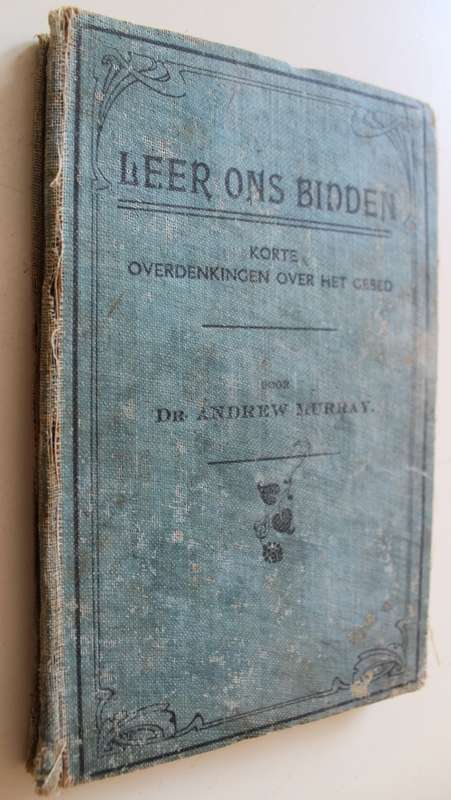 LEER ONS BIDDEN
KORTE
OVERDENKINGEN OVER HET GEBED
DOOR
DR. ANDREW MURRAY.